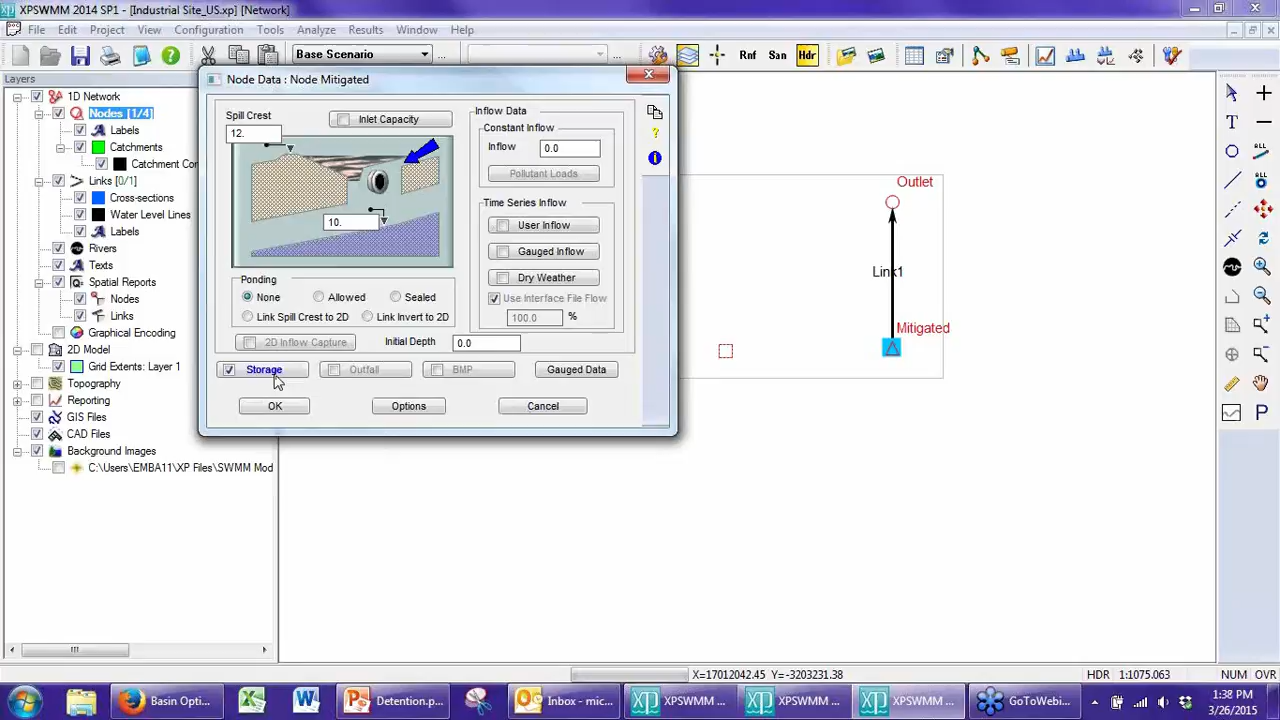 XPSWMM 2014 SP1 - [Industrial Site_US.xp] [Network]
File Edit Project View Configuration Tools Analyze Results Window Help
Base Scenario ... ... Rnf San Hdr
Layers
1D Network
Nodes [1/4]
Labels
Catchments
Catchment Cor
Links [0/1]
Cross-sections
Water Level Lines
Labels
Rivers
Texts
Spatial Reports
Nodes
Links
Graphical Encoding
2D Model
Grid Extents: Layer 1
Topography
Reporting
GIS Files
CAD Files
Background Images
C:\Users\EMBA11\XP Files\SWMM Mod
Node Data : Node Mitigated
Spill Crest
12.
Inlet Capacity
10.
Ponding
None Allowed Sealed
Link Spill Crest to 2D Link Invert to 2D
2D Inflow Capture
Initial Depth 0.0
Inflow Data
Constant Inflow
Inflow 0.0
Pollutant Loads
Time Series Inflow
User Inflow
Gauged Inflow
Dry Weather
Use Interface File Flow
100.0 %
Storage Outfall BMP Gauged Data
OK Options Cancel
Outlet
Link1
Mitigated
X=17012042.45 Y=-3203231.38 HDR 1:1075.063 NUM OVR
Basin Opti... Detention.p... Inbox - mic... XPSWMM ... XPSWMM ... XPSWMM ... GoToWebi...
1:38 PM
3/26/2015